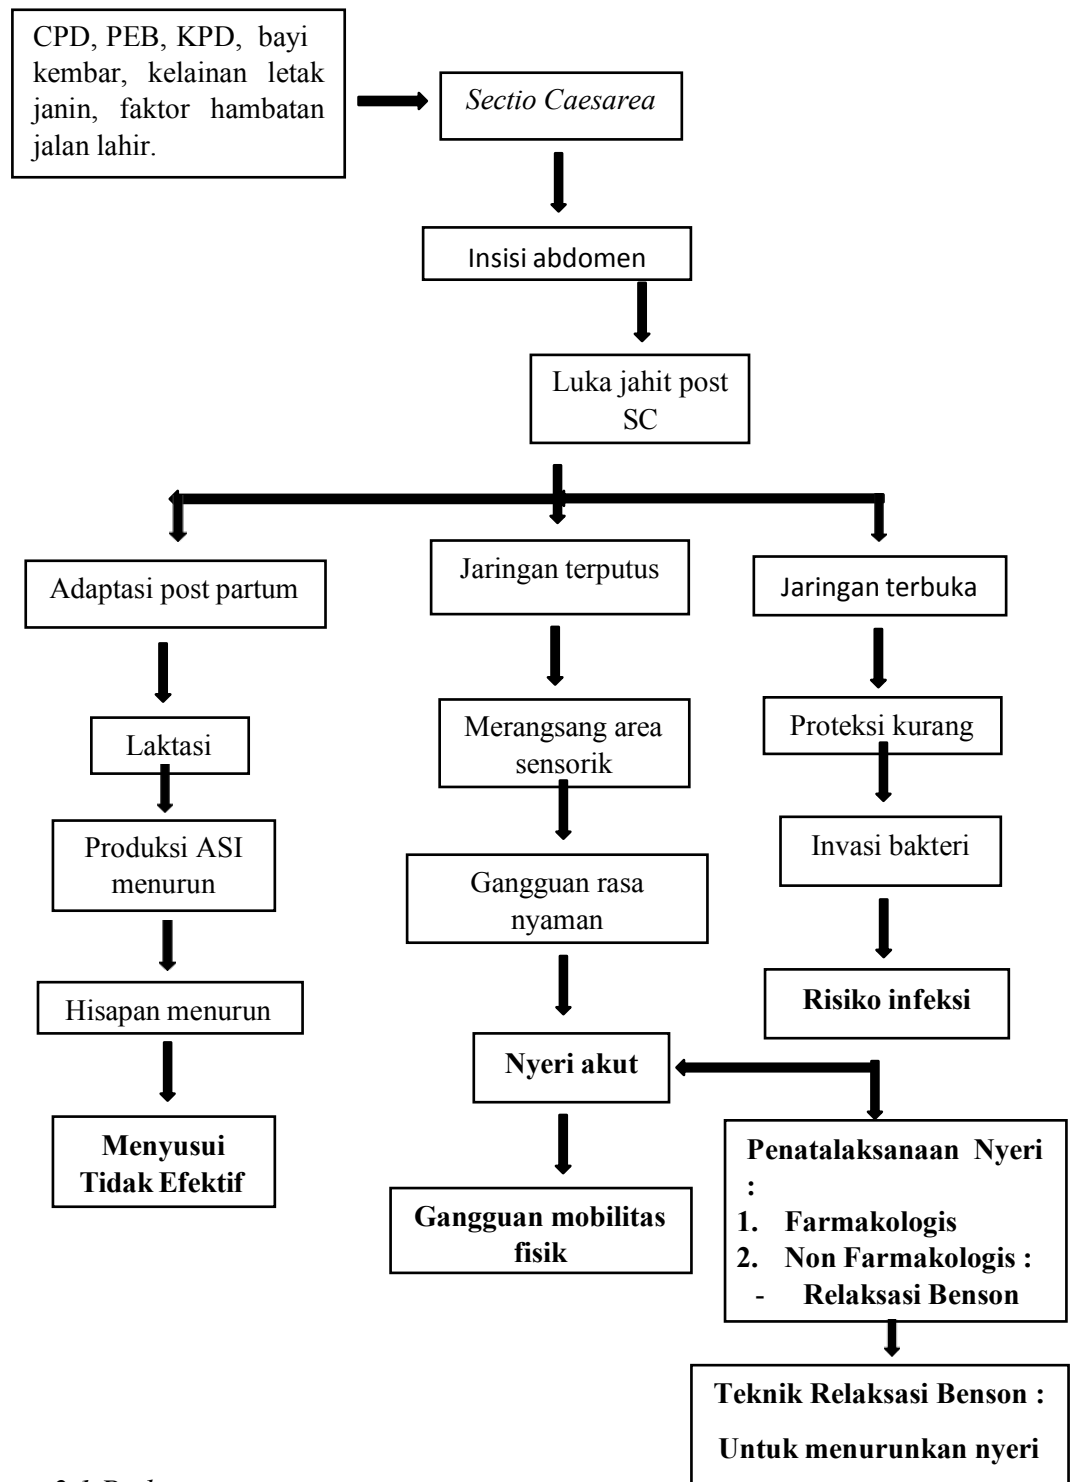 CPD, PEB, KPD, bayi
kembar, kelainan letak
janin, faktor hambatan
jalan lahir.
Sectio Caesarea
Insisi abdomen
Luka jahit post
SC
Adaptasi post partum
Jaringan terputus
Jaringan terbuka
Laktasi
Merangsang area
sensorik
Proteksi kurang
Produksi ASI
menurun
Gangguan rasa
nyaman
Invasi bakteri
Hisapan menurun
Nyeri akut
Risiko infeksi
Menyusui
Tidak Efektif
Gangguan mobilitas
fisik
Penatalaksanaan Nyeri
:
1. Farmakologis
2. Non Farmakologis :
- Relaksasi Benson
Teknik Relaksasi Benson :
Untuk menurunkan nyeri